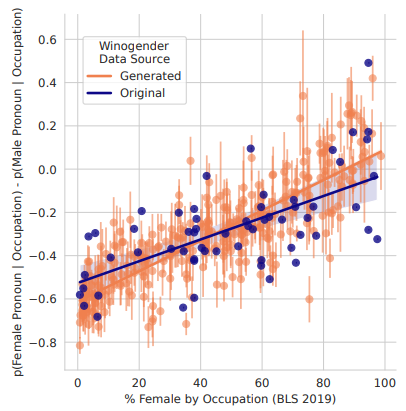 p(Female Pronoun | Occupation) - p(Male Pronoun | Occupation)
0.6
0.4
0.2
0.0
−0.2
−0.4
−0.6
−0.8
Winogender
Data Source
Generated
Original
0 20 40 60 80 100
% Female by Occupation (BLS 2019)